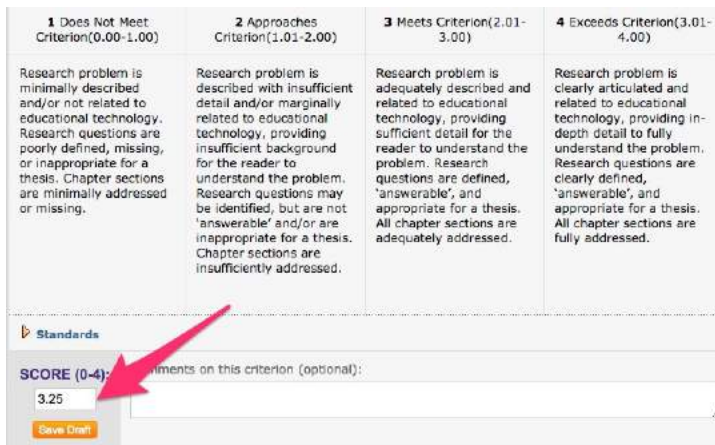 1 Does Not Meet
Criterion(0.00-1.00)
2 Approaches
Criterion(1.01-2.00)
3 Meets Criterion(2.01-
3.00)
4 Exceeds Criterion(3.01-
4.00)
Research problem is
minimally described
and/or not related to
educational technology.
Research questions are
poorly defined, missing,
or inappropriate for a
thesis. Chapter sections
are minimally addressed
or missing.
Research problem is
described with insufficient
detail and/or marginally
related to educational
technology, providing
insufficient background
for the reader to
understand the problem.
Research questions may
be identified, but are not
'answerable' and/or are
inappropriate for a thesis.
Chapter sections are
insufficiently addressed.
Research problem is
adequately described and
related to educational
technology, providing
sufficient detail for the
reader to understand the
problem. Research
questions are defined,
'answerable', and
appropriate for a thesis.
All chapter sections are
adequately addressed.
Research problem is
clearly articulated and
related to educational
technology, providing in-
depth detail to fully
understand the problem.
Research questions are
clearly defined,
'answerable', and
appropriate for a thesis.
All chapter sections are
fully addressed.
Standards
SCORE (0-4):
3.25
Save Draft
on this criterion (optional):